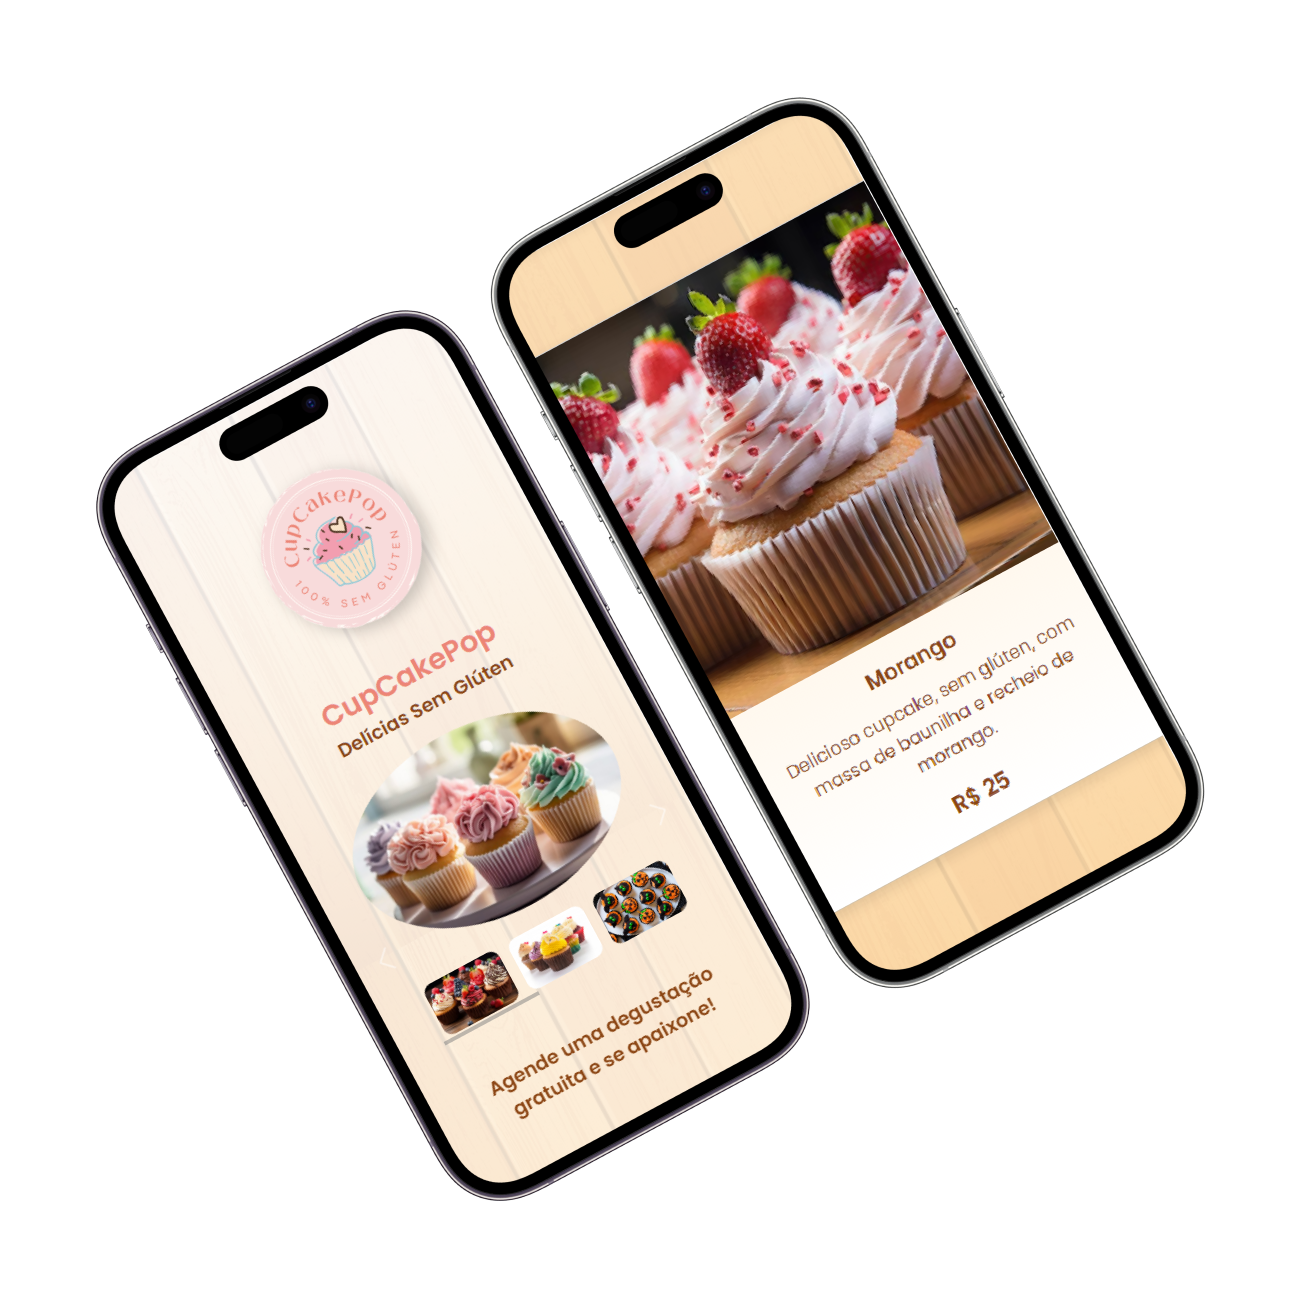 CupCakePop
100% SEM GLÚTEN
CupCakePop
Delícias Sem Glúten
Agende uma degustação
gratuita e se apaixone!
Morango
Delicioso cupcake, sem glúten, com
massa de baunilha e recheio de
morango.
R$ 25